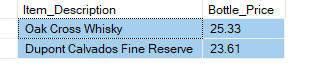 Item_Description Bottle_Price
Oak Cross Whisky 25.33
Dupont Calvados Fine Reserve 23.61